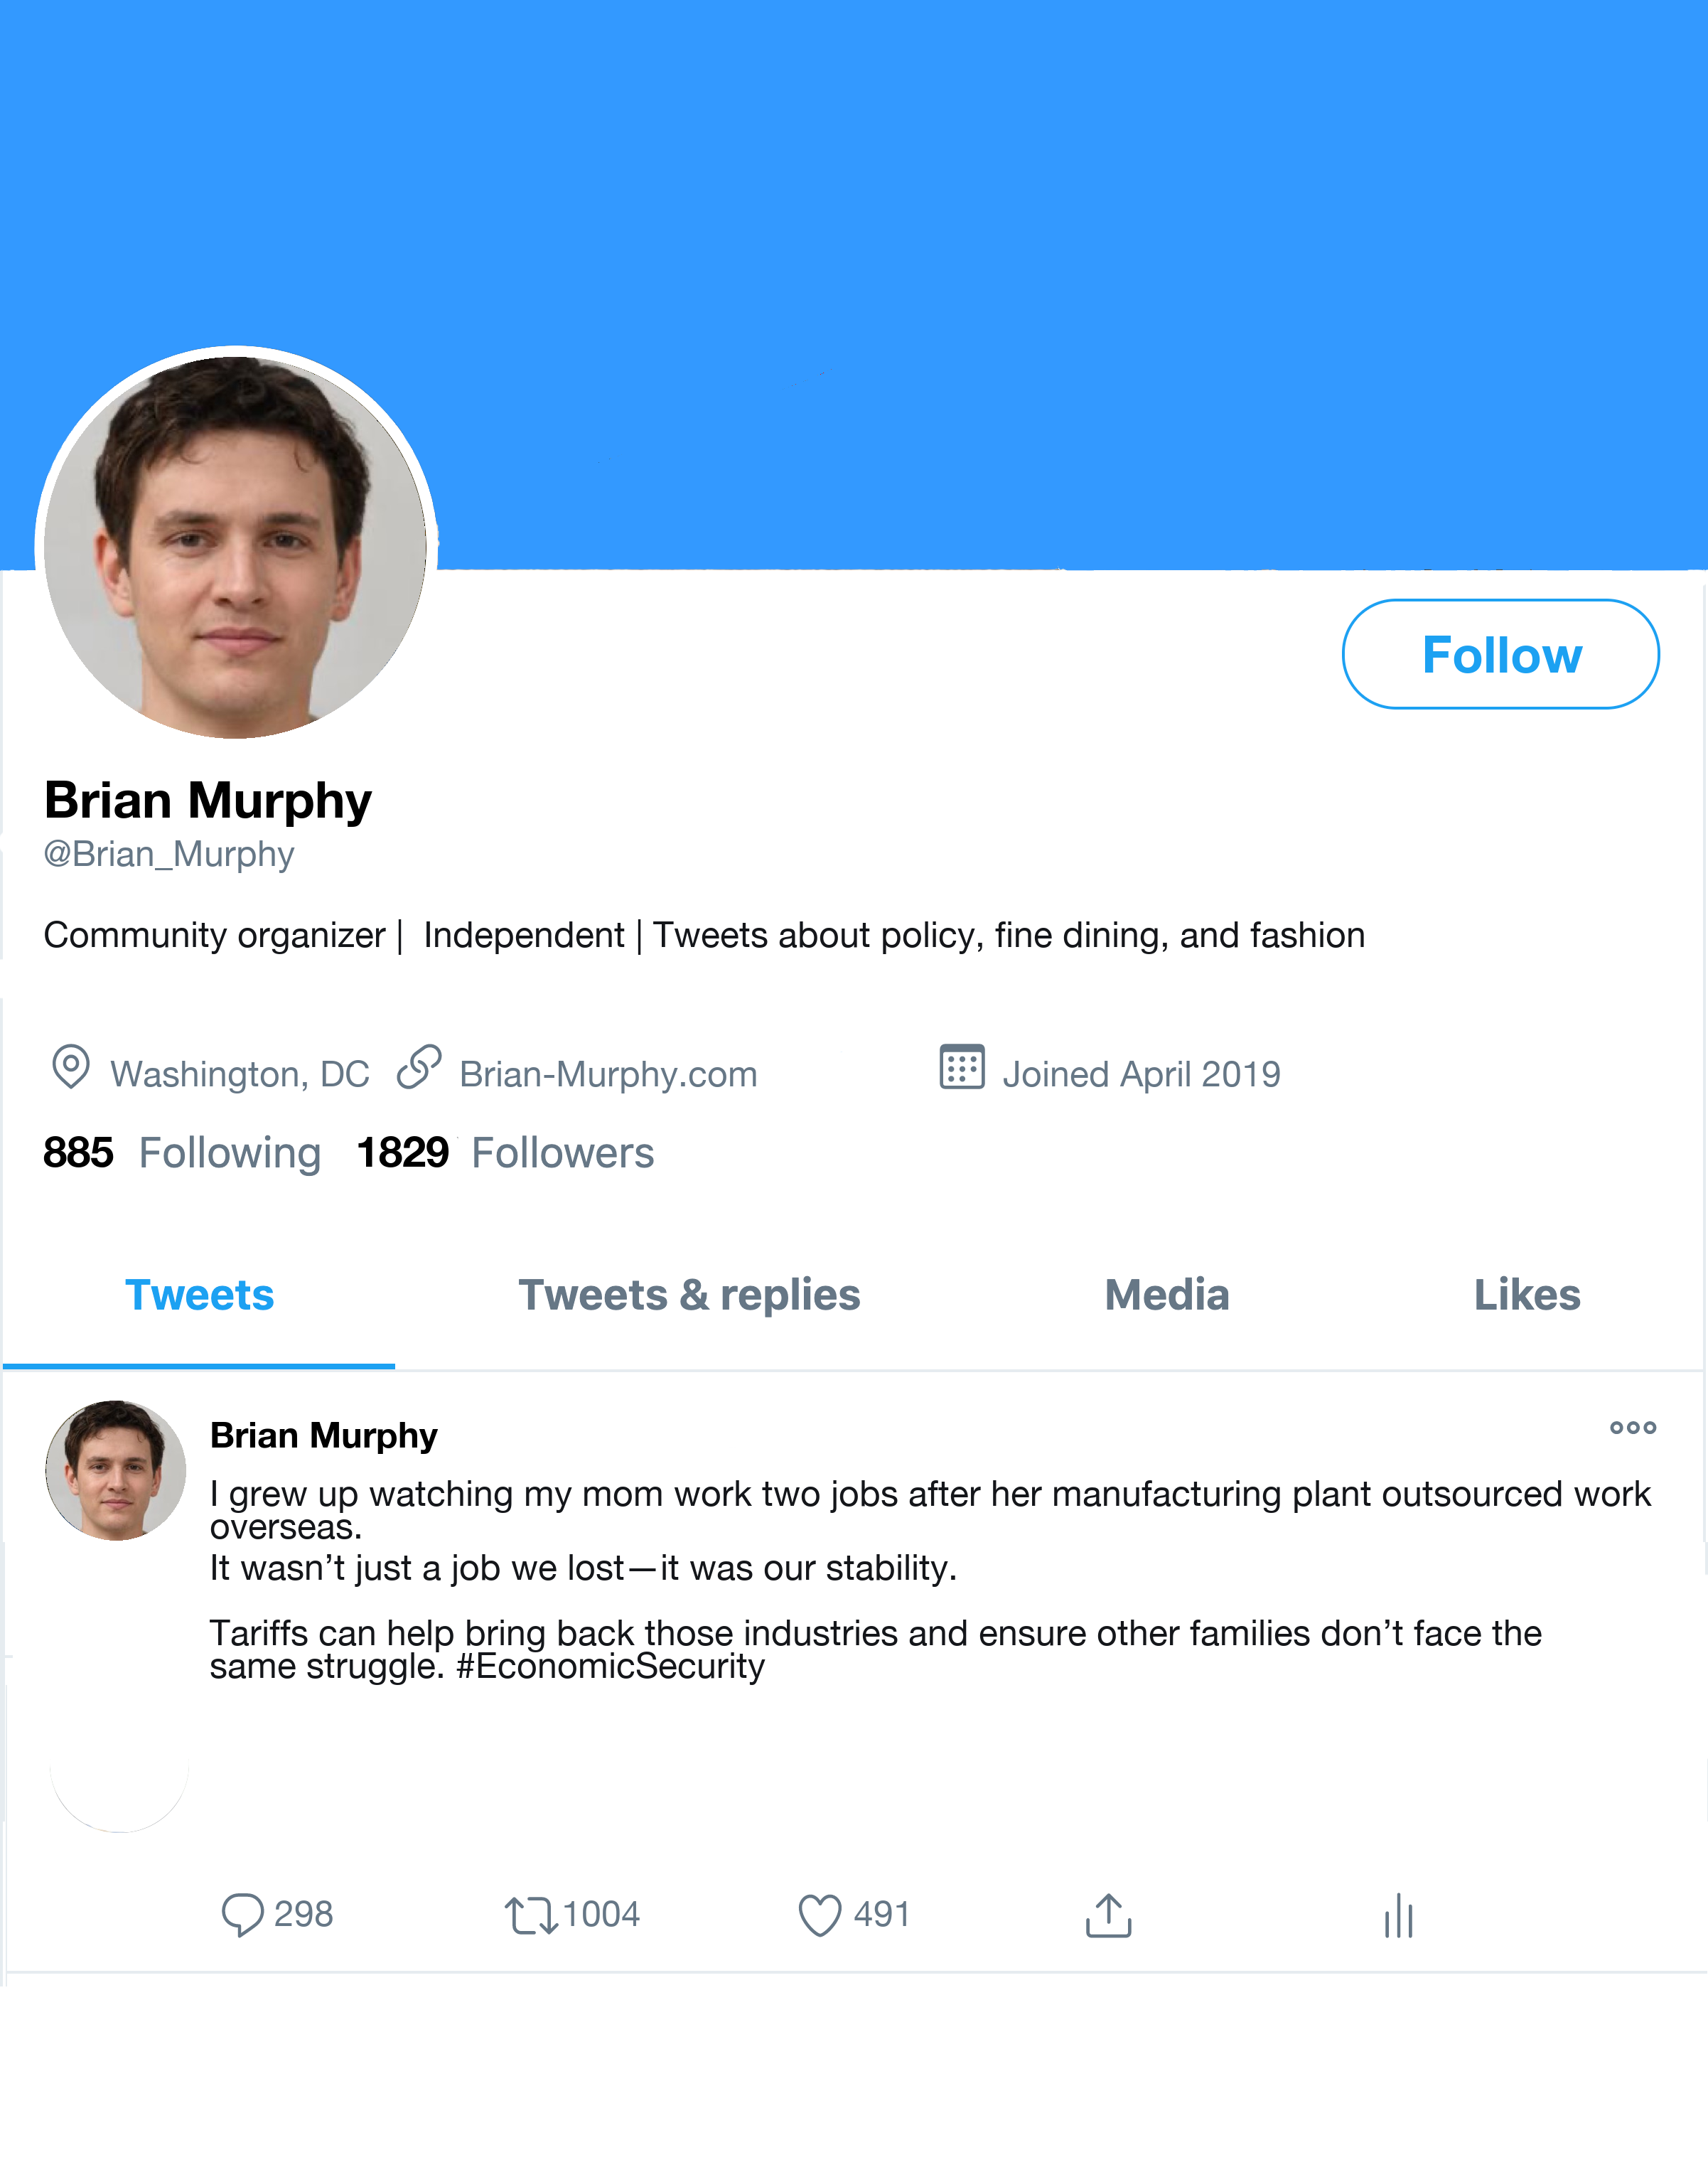 Follow
Brian Murphy
@Brian_Murphy
Community organizer | Independent | Tweets about policy, fine dining, and fashion
Washington, DC Brian-Murphy.com Joined April 2019
885 Following 1829 Followers
Tweets Tweets & replies Media Likes
Brian Murphy
I grew up watching my mom work two jobs after her manufacturing plant outsourced work
overseas.
It wasn’t just a job we lost—it was our stability.
Tariffs can help bring back those industries and ensure other families don’t face the
same struggle. #EconomicSecurity
298 1004 491